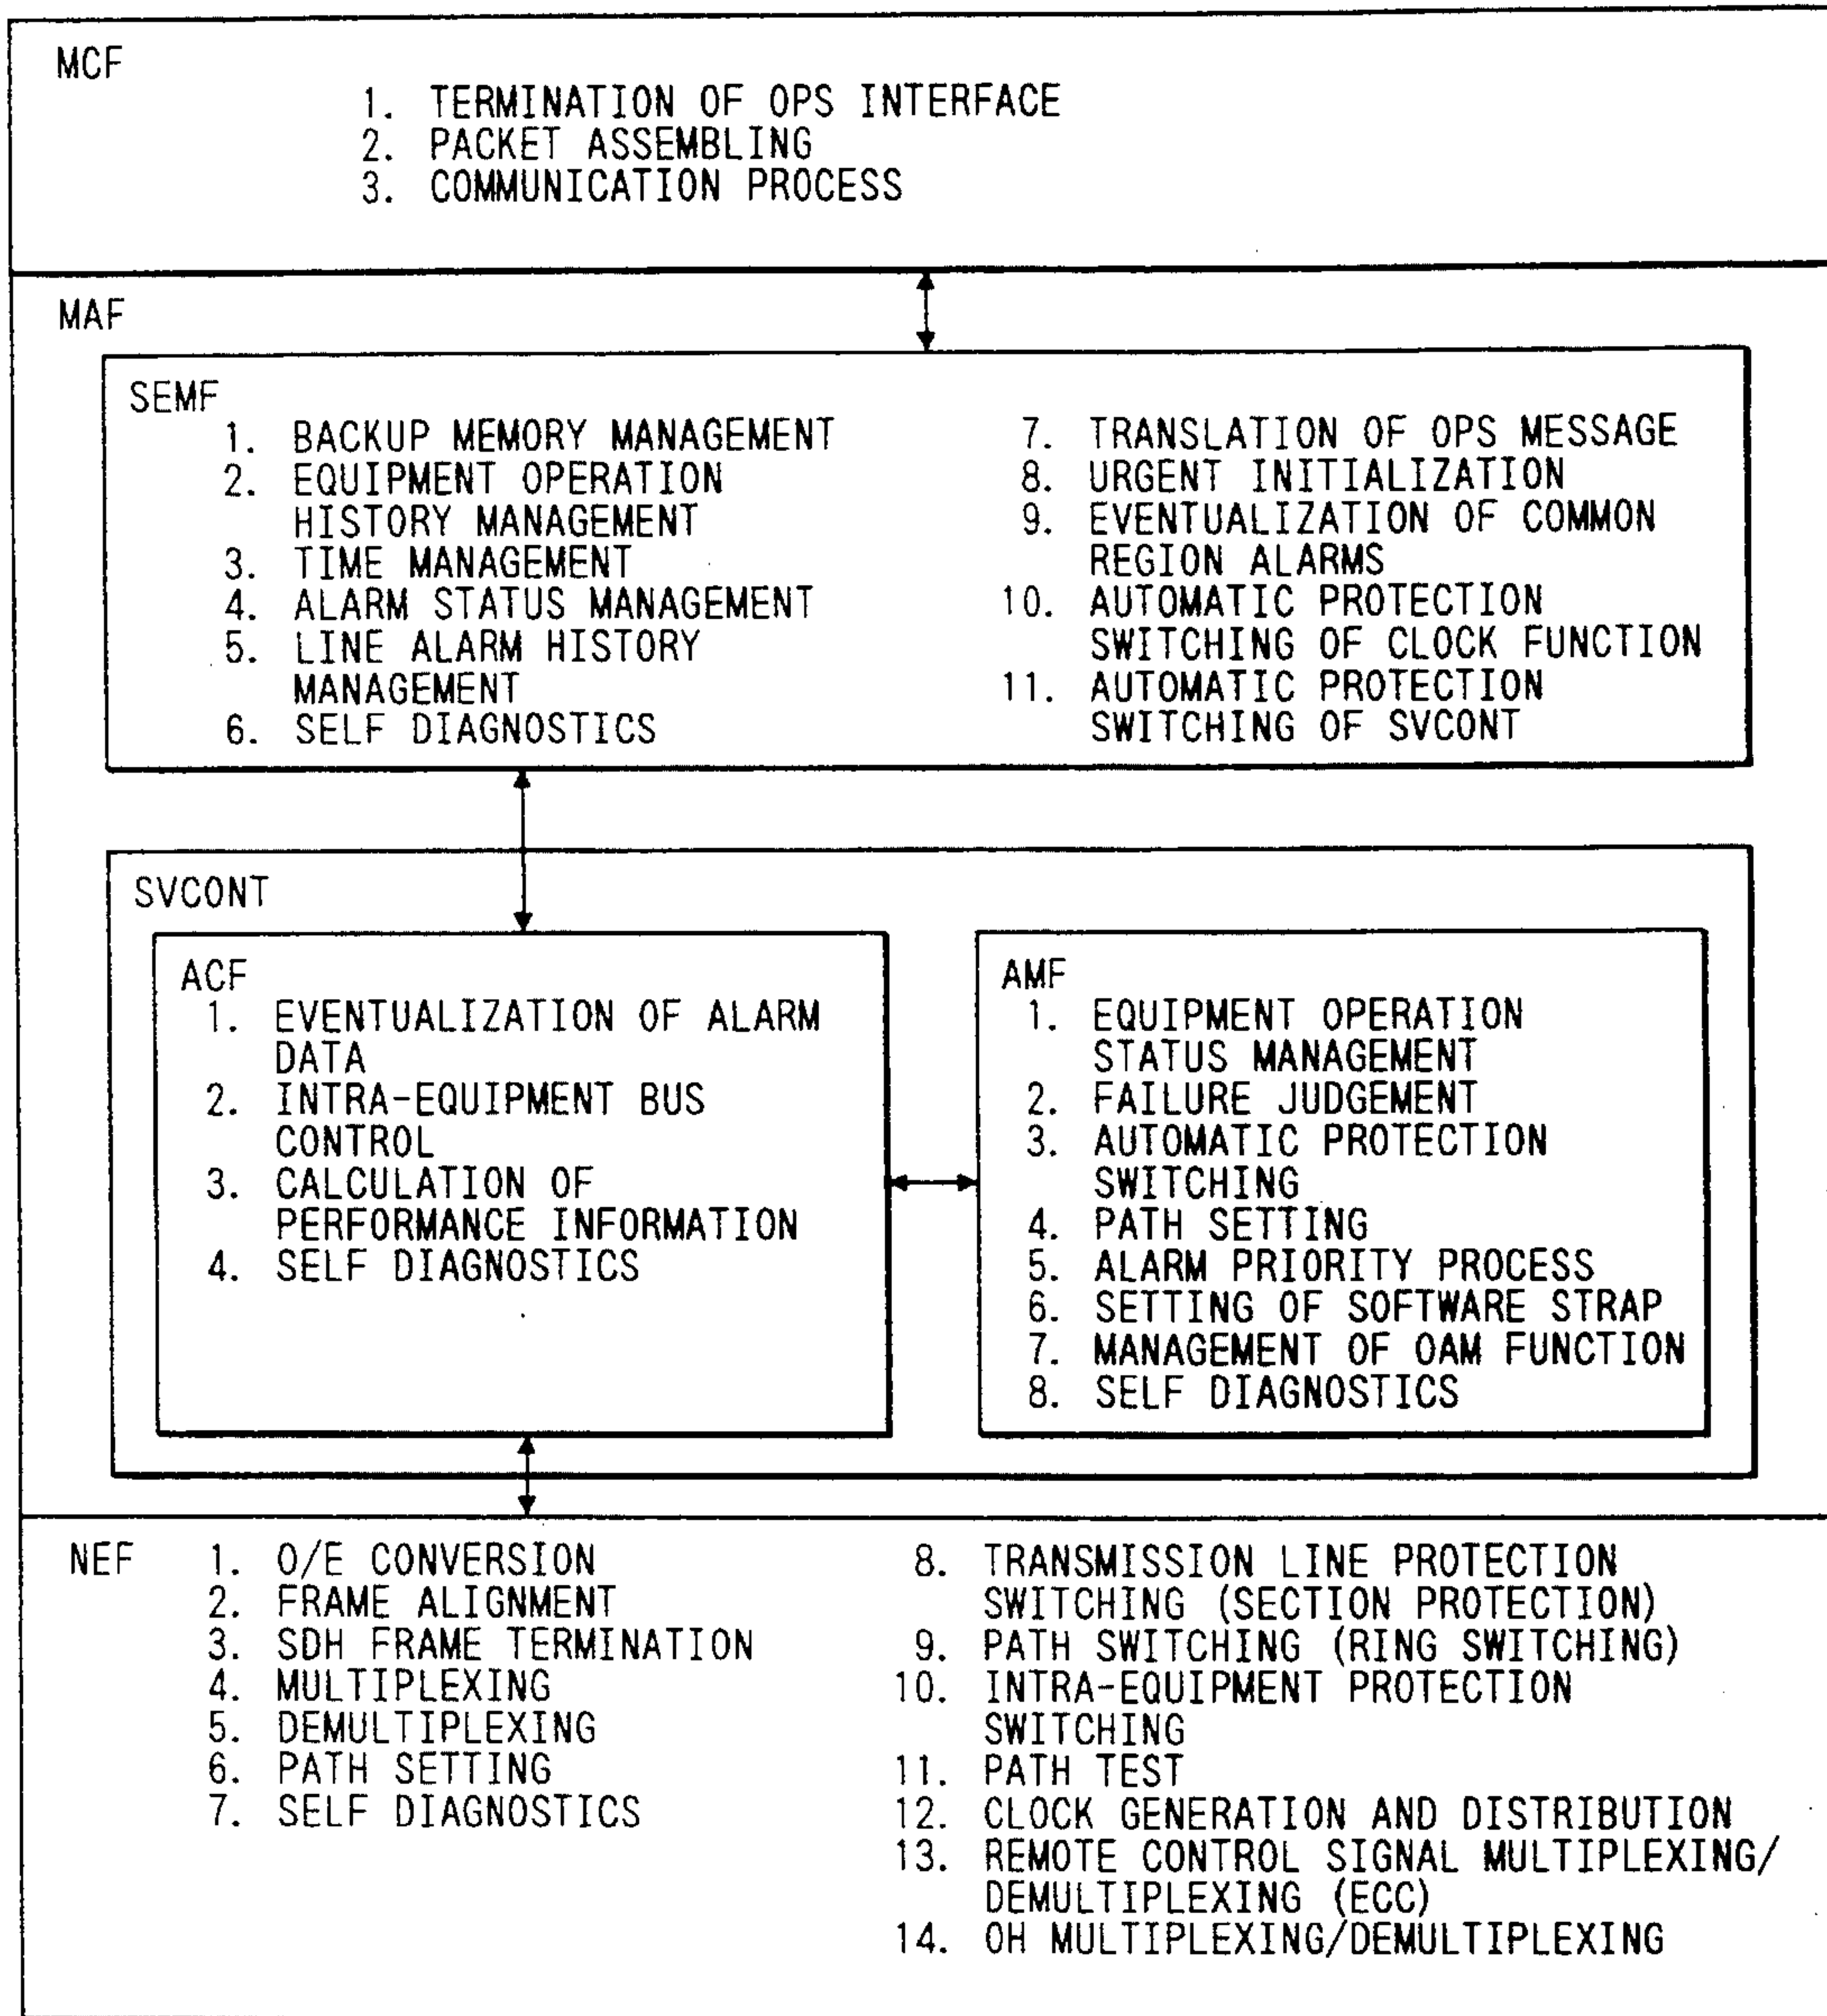 MCF
1. TERMINATION OF OPS INTERFACE
2. PACKET ASSEMBLING
3. COMMUNICATION PROCESS
MAF
SEMF
1. BACKUP MEMORY MANAGEMENT
2. EQUIPMENT OPERATION
HISTORY MANAGEMENT
3. TIME MANAGEMENT
4. ALARM STATUS MANAGEMENT
5. LINE ALARM HISTORY
MANAGEMENT
6. SELF DIAGNOSTICS
7. TRANSLATION OF OPS MESSAGE
8. URGENT INITIALIZATION
9. EVENTUALIZATION OF COMMON
REGION ALARMS
10. AUTOMATIC PROTECTION
SWITCHING OF CLOCK FUNCTION
11. AUTOMATIC PROTECTION
SWITCHING OF SVCONT
SVCONT
ACF
1. EVENTUALIZATION OF ALARM
DATA
2. INTRA-EQUIPMENT BUS
CONTROL
3. CALCULATION OF
PERFORMANCE INFORMATION
4. SELF DIAGNOSTICS
AMF
1. EQUIPMENT OPERATION
STATUS MANAGEMENT
2. FAILURE JUDGEMENT
3. AUTOMATIC PROTECTION
SWITCHING
4. PATH SETTING
5. ALARM PRIORITY PROCESS
6. SETTING OF SOFTWARE STRAP
7. MANAGEMENT OF OAM FUNCTION
8. SELF DIAGNOSTICS
NEF
1. O/E CONVERSION
2. FRAME ALIGNMENT
3. SDH FRAME TERMINATION
4. MULTIPLEXING
5. DEMULTIPLEXING
6. PATH SETTING
7. SELF DIAGNOSTICS
8. TRANSMISSION LINE PROTECTION
SWITCHING (SECTION PROTECTION)
9. PATH SWITCHING (RING SWITCHING)
10. INTRA-EQUIPMENT PROTECTION
SWITCHING
11. PATH TEST
12. CLOCK GENERATION AND DISTRIBUTION
13. REMOTE CONTROL SIGNAL MULTIPLEXING/
DEMULTIPLEXING (ECC)
14. OH MULTIPLEXING/DEMULTIPLEXING